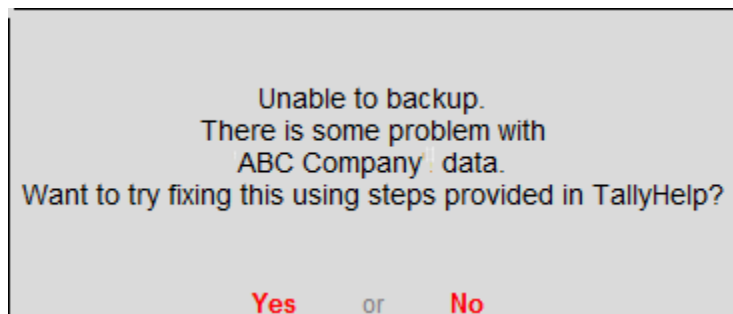 Unable to backup.
There is some problem with
'ABC Company' data.
Want to try fixing this using steps provided in TallyHelp?
Yes or No